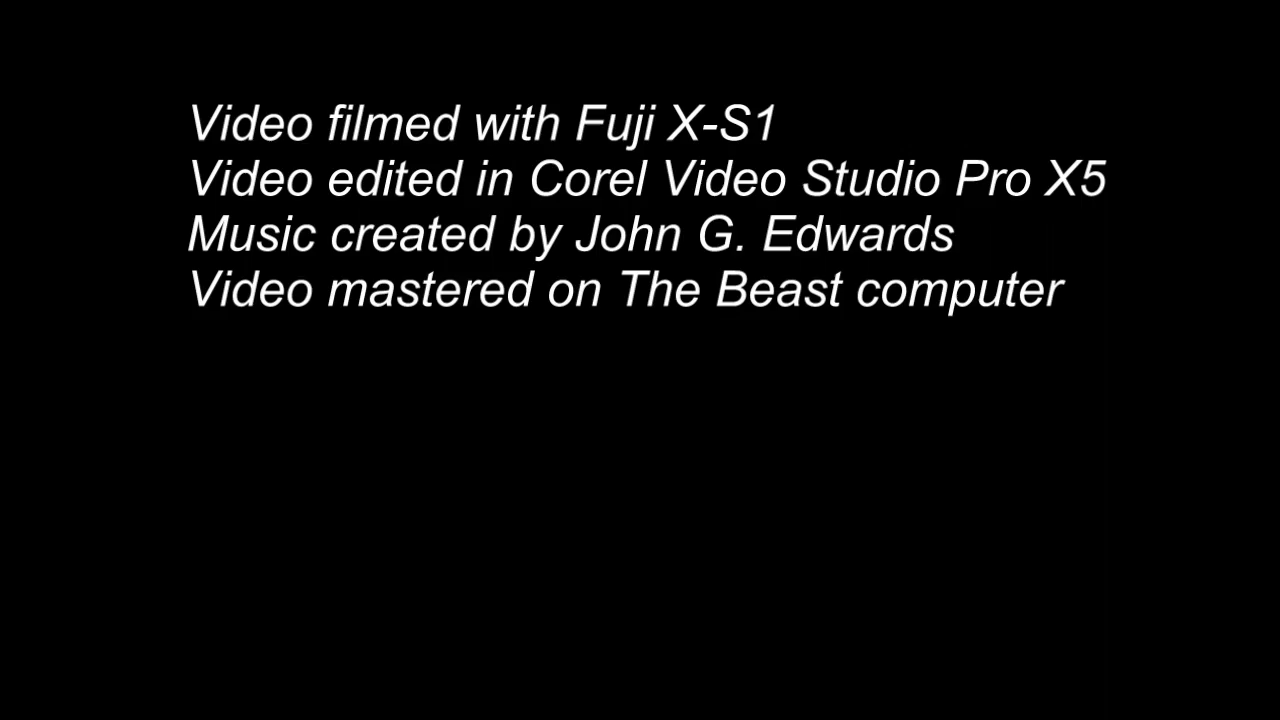 Video filmed with Fuji X-S1
Video edited in Corel Video Studio Pro X5
Music created by John G. Edwards
Video mastered on The Beast computer